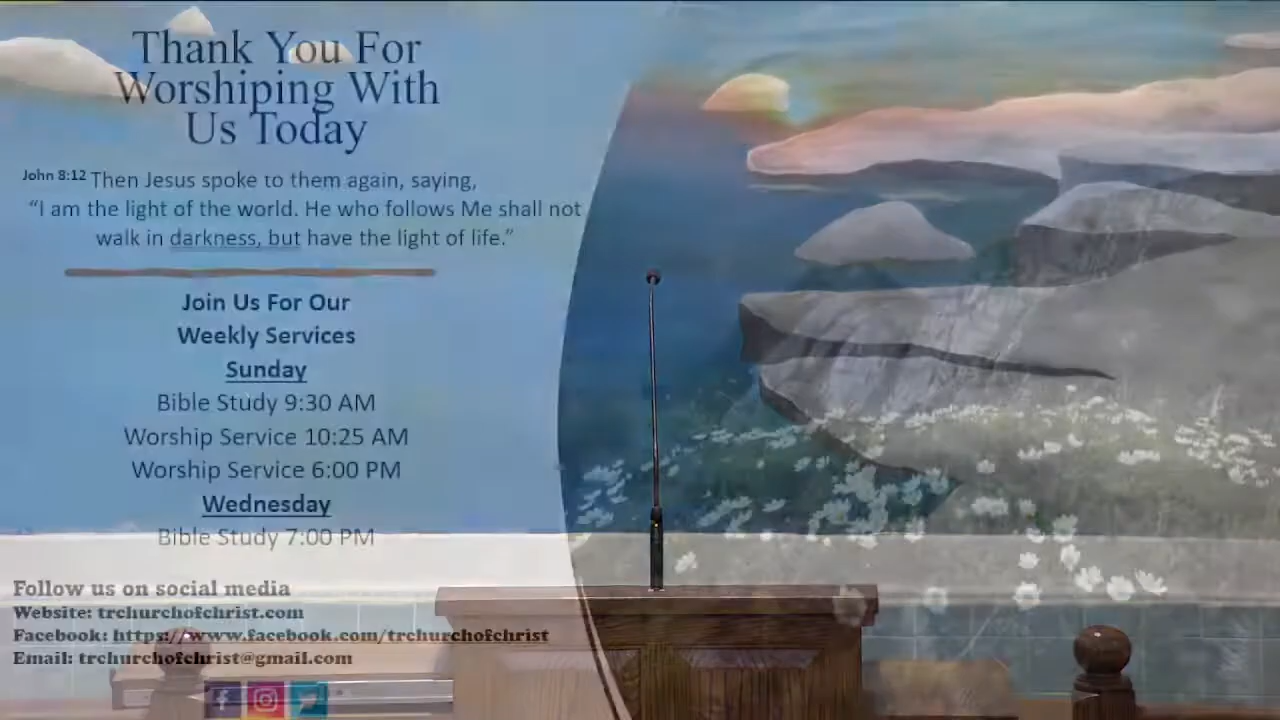 Thank You For
Worshiping With
Us Today
John 8:12 Then Jesus spoke to them again, saying,
“I am the light of the world. He who follows Me shall not
walk in darkness, but have the light of life.”
Join Us For Our
Weekly Services
Sunday
Bible Study 9:30 AM
Worship Service 10:25 AM
Worship Service 6:00 PM
Wednesday
Bible Study 7:00 PM
Follow us on social media
Website: trchurchofchrist.com
Facebook: https://www.facebook.com/trchurchofchrist
Email: trchurchofchrist@gmail.com